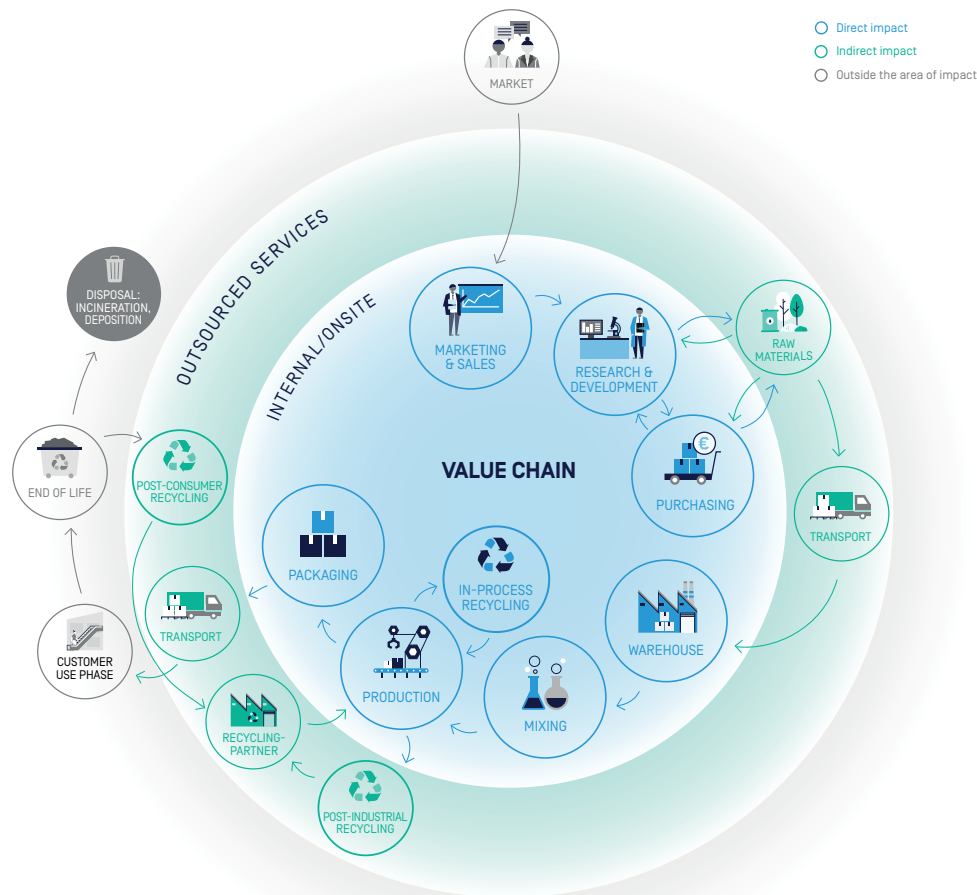 MARKET
Direct impact
Indirect impact
Outside the area of impact
OUTSOURCED SERVICES
INTERNAL/ONSITE
DISPOSAL:
INCINERATION,
DEPOSITION
MARKETING
& SALES
RESEARCH &
DEVELOPMENT
RAW
MATERIALS
VALUE CHAIN
€
PURCHASING
END OF LIFE
POST-CONSUMER
RECYCLING
TRANSPORT
PACKAGING
IN-PROCESS
RECYCLING
WAREHOUSE
TRANSPORT
CUSTOMER
USE PHASE
PRODUCTION
MIXING
RECYCLING-
PARTNER
POST-INDUSTRIAL
RECYCLING